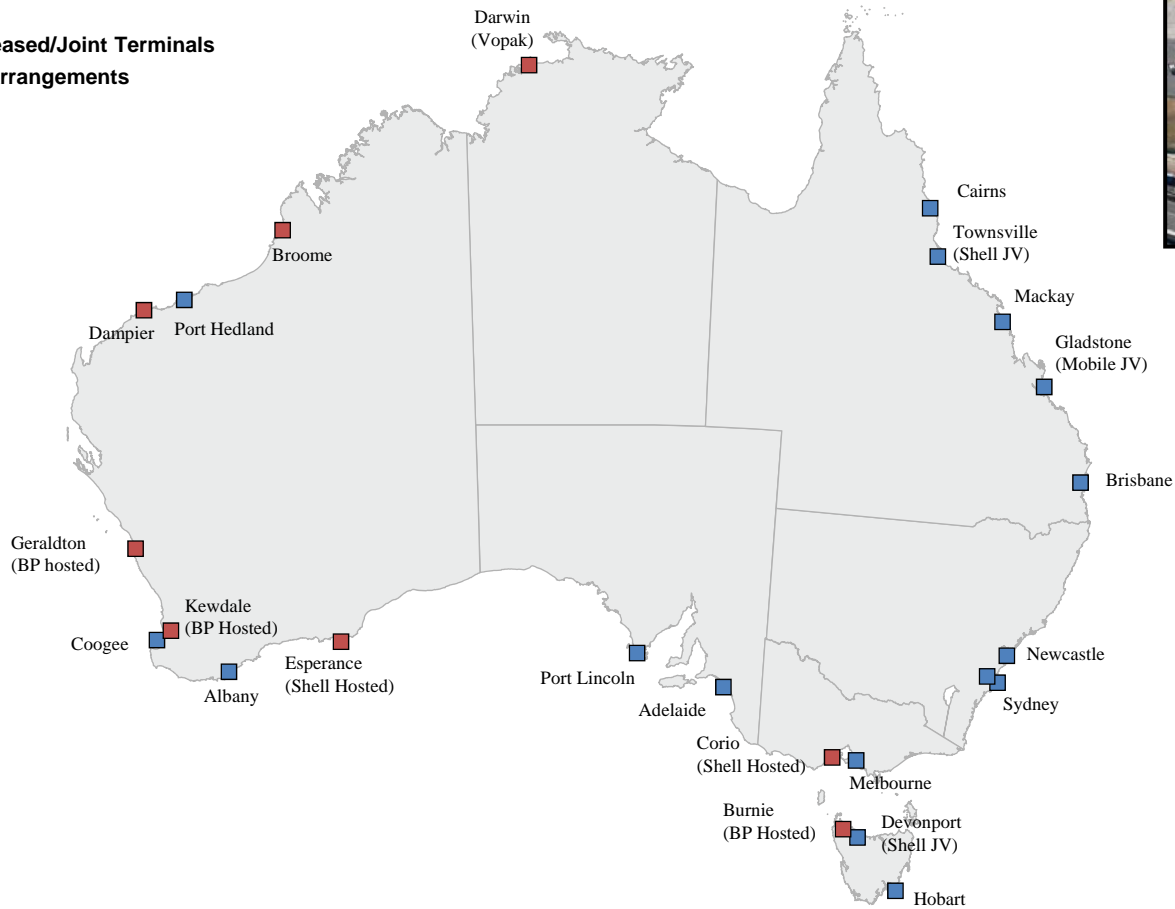 eased/Joint Terminals
rrangements
Darwin
(Vopak)
Cairns
Townsville
(Shell JV)
Broome
Mackay
Dampier
Port Hedland
Gladstone
(Mobile JV)
Brisbane
Geraldton
(BP hosted)
Kewdale
(BP Hosted)
Coogee
Esperance
(Shell Hosted)
Albany
Port Lincoln
Newcastle
Adelaide
Sydney
Corio
(Shell Hosted)
Melbourne
Burnie
(BP Hosted)
Devonport
(Shell JV)
Hobart